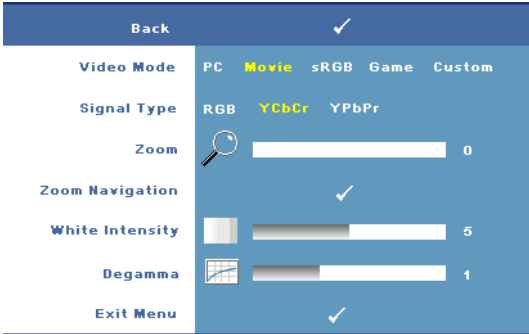 Back
Video Mode PC Movie sRGB Game Custom
Signal Type RGB YCbCr YPbPr
Zoom 0
Zoom Navigation
White Intensity 5
Degamma 1
Exit Menu